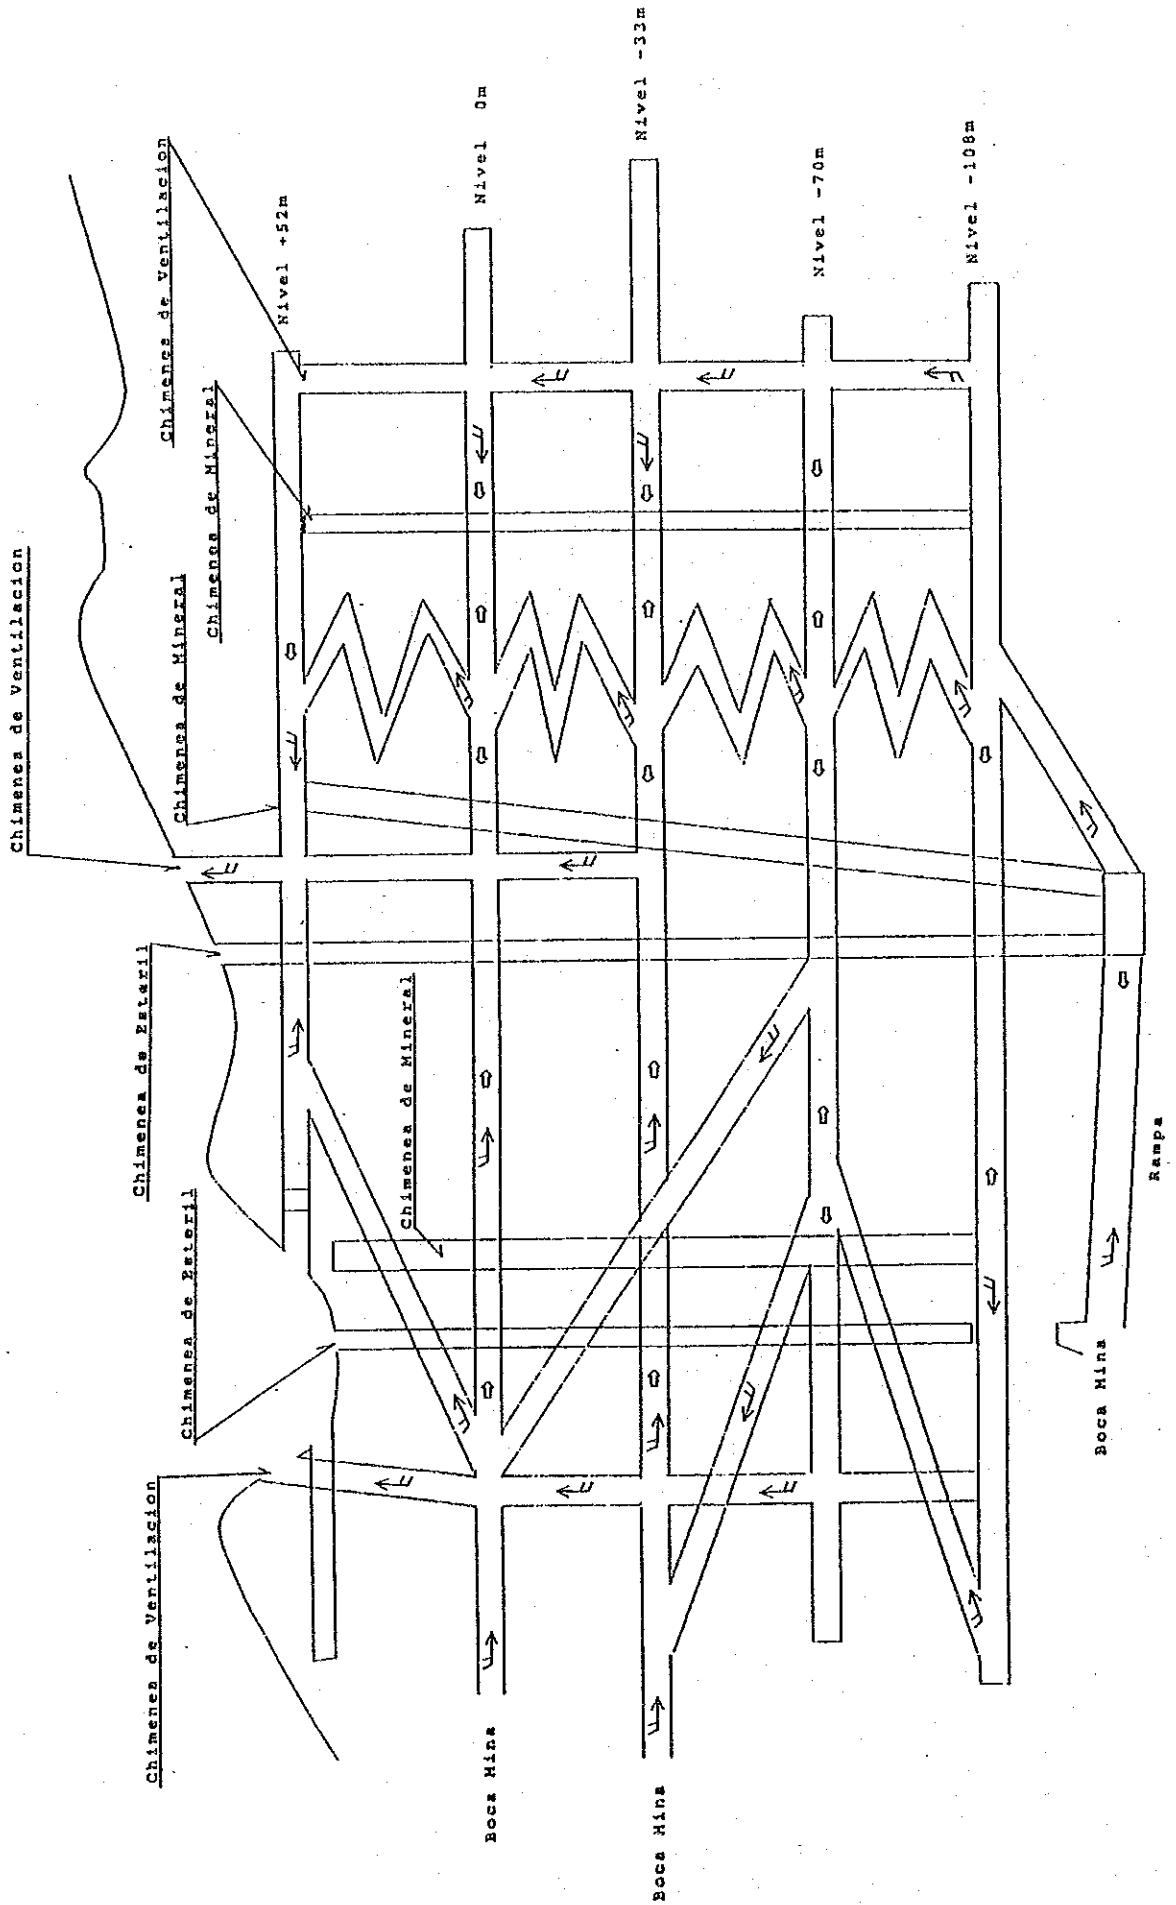 Chimenea de Ventilacion
Chimenea de Esteril
Chimenea de Esteril
Chimenea de Ventilacion
Chimenea de Mineral
Chimenea de Mineral
Chimenea de Ventilacion
Chimenea de Mineral
Nivel +52m
Nivel 0m
Nivel -33m
Nivel -70m
Nivel -108m
Boca Mina
Boca Mina
Boca Mina
Rampa